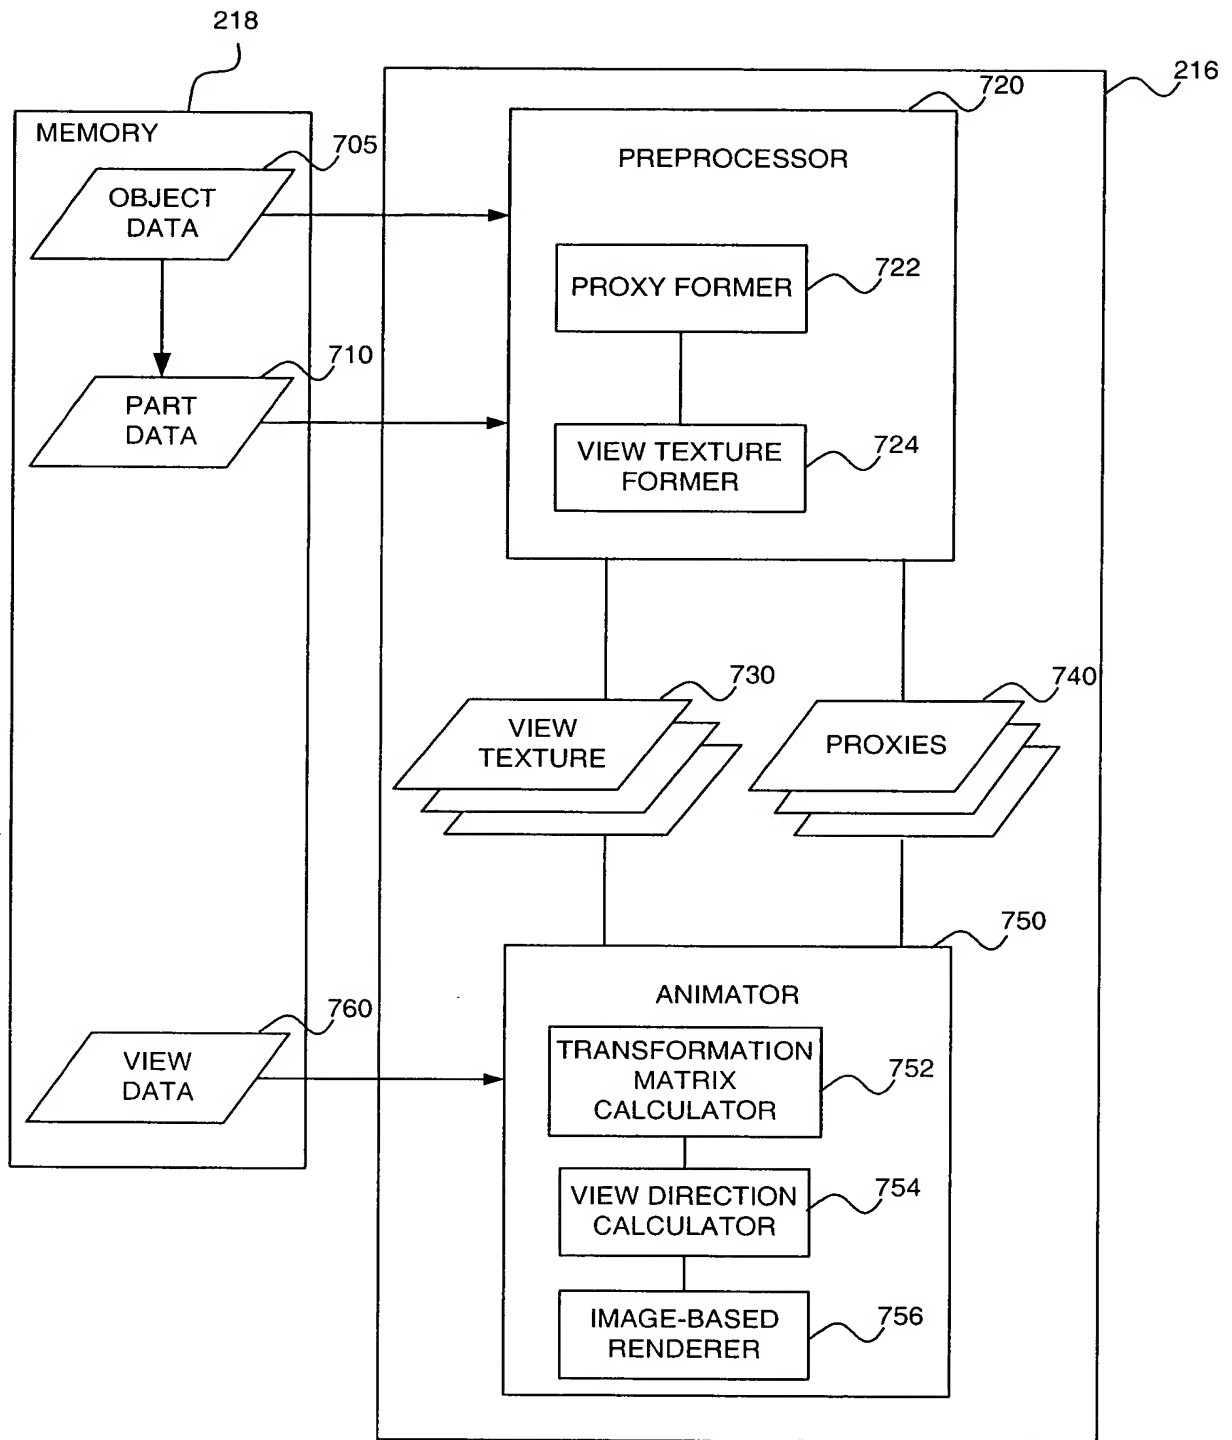 218
216
MEMORY
720
705
PREPROCESSOR
OBJECT
DATA
PROXY FORMER
722
710
PART
DATA
VIEW TEXTURE
FORMER
724
730
740
VIEW
TEXTURE
PROXIES
750
ANIMATOR
760
VIEW
DATA
TRANSFORMATION
MATRIX
CALCULATOR
752
VIEW DIRECTION
CALCULATOR
754
IMAGE-BASED
RENDERER
756